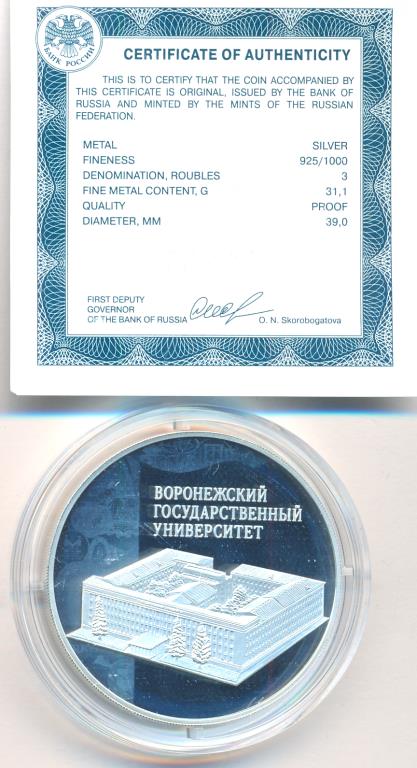 БАНК РОССИИ
CERTIFICATE OF AUTHENTICITY
THIS IS TO CERTIFY THAT THE COIN ACCOMPANIED BY
THIS CERTIFICATE IS ORIGINAL, ISSUED BY THE BANK OF
RUSSIA AND MINTED BY THE MINTS OF THE RUSSIAN
FEDERATION.
METAL SILVER
FINENESS 925/1000
DENOMINATION, ROUBLES 3
FINE METAL CONTENT, G 31,1
QUALITY PROOF
DIAMETER, MM 39,0
FIRST DEPUTY
GOVERNOR
OF THE BANK OF RUSSIA O. N. Skorobogatova
ВОРОНЕЖСКИЙ
ГОСУДАРСТВЕННЫЙ
УНИВЕРСИТЕТ